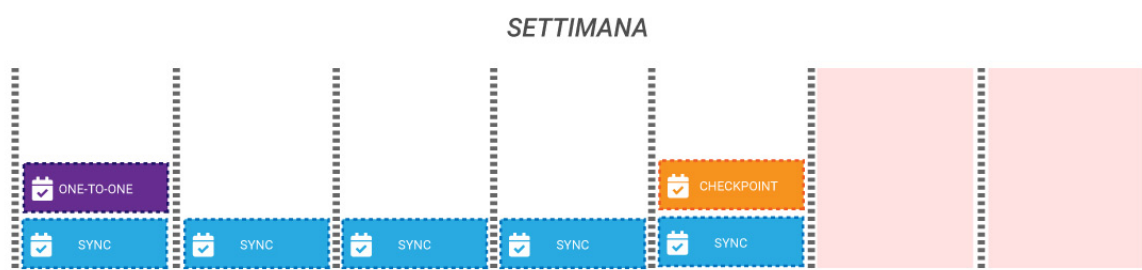 SETTIMANA
ONE-TO-ONE
CHECKPOINT
SYNC
SYNC
SYNC
SYNC
SYNC